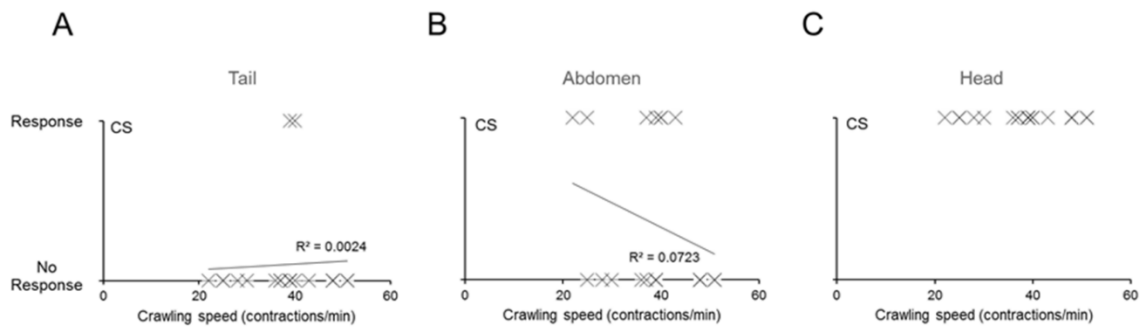 A
B
C
Tail
Abdomen
Head
Response
CS
CS
CS
R² = 0.0024
R² = 0.0723
No
Response
0
20
40
60
0
20
40
60
0
20
40
60
Crawling speed (contractions/min)
Crawling speed (contractions/min)
Crawling speed (contractions/min)